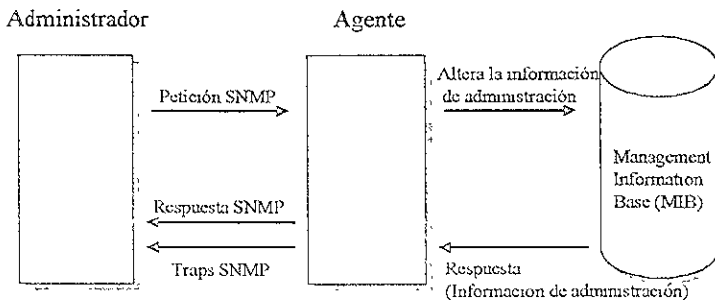 Administrador
Agente
Petición SNMP
Altera la información
de administración
Management
Information
Base (MIB)
Respuesta SNMP
Traps SNMP
Respuesta
(Informacion de administración)